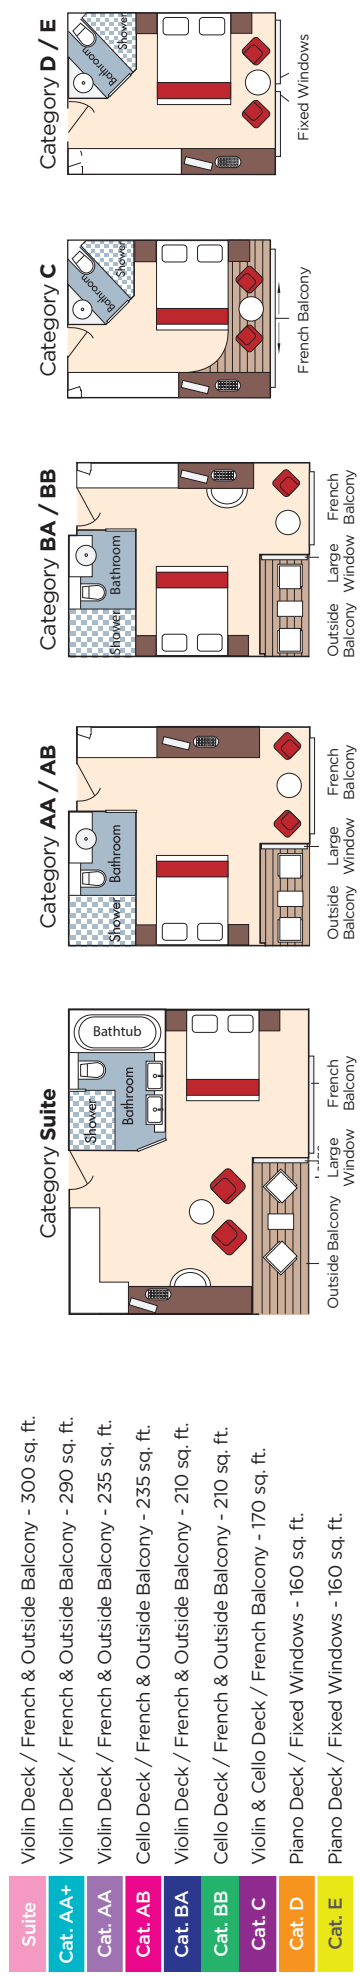 Suite Violin Deck / French & Outside Balcony - 300 sq. ft.
Cat. AA+ Violin Deck / French & Outside Balcony - 290 sq. ft.
Cat. AA Violin Deck / French & Outside Balcony - 235 sq. ft.
Cat. AB Cello Deck / French & Outside Balcony - 235 sq. ft.
Cat. BA Violin Deck / French & Outside Balcony - 210 sq. ft.
Cat. BB Cello Deck / French & Outside Balcony - 210 sq. ft.
Cat. C Violin & Cello Deck / French Balcony - 170 sq. ft.
Cat. D Piano Deck / Fixed Windows - 160 sq. ft.
Cat. E Piano Deck / Fixed Windows - 160 sq. ft.
Category Suite
Shower
Bathtub
Bathroom
Outside Balcony
Large
Window
French
Balcony
Category AA / AB
Shower
Bathroom
Outside
Balcony
Large
Window
French
Balcony
Category BA / BB
Shower
Bathroom
Outside
Balcony
Large
Window
French
Balcony
Category C
Bathroom
Shower
French Balcony
Category D / E
Bathroom
Shower
Fixed Windows